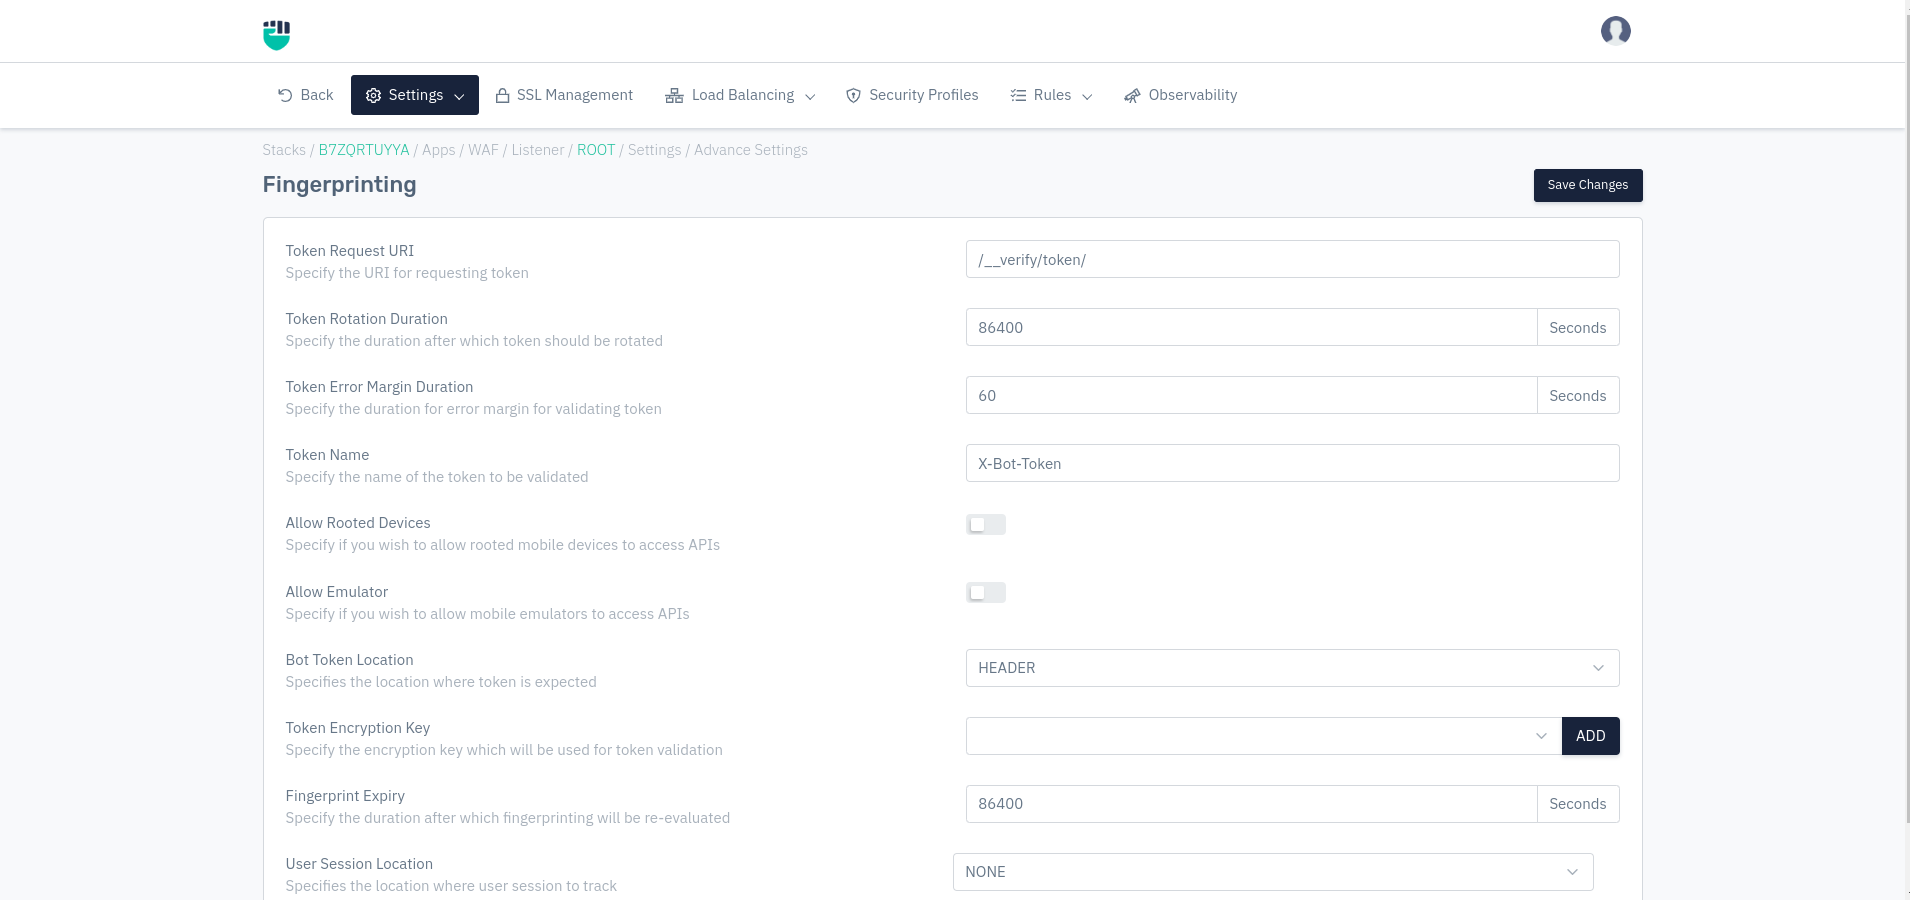 Back Settings SSL Management Load Balancing Security Profiles Rules Observability
Stacks / B7ZQRTUYYA / Apps / WAF / Listener / ROOT / Settings / Advance Settings
Fingerprinting
Save Changes
Token Request URI
Specify the URI for requesting token
/__verify/token/
Token Rotation Duration
Specify the duration after which token should be rotated
86400 Seconds
Token Error Margin Duration
Specify the duration for error margin for validating token
60 Seconds
Token Name
Specify the name of the token to be validated
X-Bot-Token
Allow Rooted Devices
Specify if you wish to allow rooted mobile devices to access APIs
Allow Emulator
Specify if you wish to allow mobile emulators to access APIs
Bot Token Location
Specifies the location where token is expected
HEADER
Token Encryption Key
Specify the encryption key which will be used for token validation
ADD
Fingerprint Expiry
Specify the duration after which fingerprinting will be re-evaluated
86400 Seconds
User Session Location
Specifies the location where user session to track
NONE